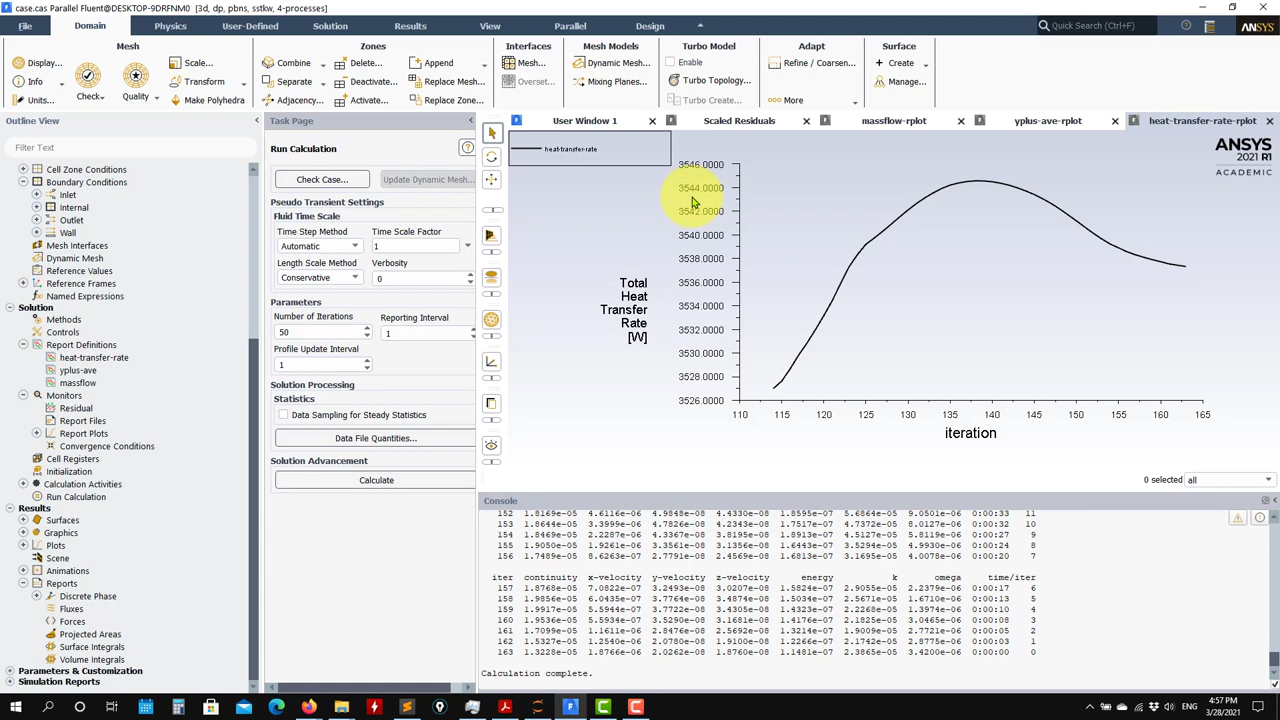 case.cas Parallel Fluent@DESKTOP-9DRFNM0 [3d, dp, pbns, sstkw, 4-processes]
File Domain Physics User-Defined Solution Results View Parallel Design Quick Search (Ctrl+F) ANSYS
Mesh Zones Interfaces Mesh Models Turbo Model Adapt Surface
Display... Scale... Combine Delete... Append Mesh... Dynamic Mesh... Enable Refine / Coarsen... Create
Info Transform Separate Deactivate... Replace Mesh... Overset... Mixing Planes... Turbo Topology... Manage...
Units... Check Quality Make Polyhedra Adjacency... Activate... Replace Zone... Turbo Create... More
Outline View
Filter Text
Cell Zone Conditions
Boundary Conditions
Inlet
Internal
Outlet
Wall
Mesh Interfaces
Dynamic Mesh
Reference Values
Reference Frames
Named Expressions
Solution
Methods
Controls
Report Definitions
heat-transfer-rate
yplus-ave
massflow
Monitors
Residual
Report Files
Report Plots
Convergence Conditions
Cell Registers
Initialization
Calculation Activities
Run Calculation
Results
Surfaces
Graphics
Plots
Scene
Animations
Reports
Discrete Phase
Fluxes
Forces
Projected Areas
Surface Integrals
Volume Integrals
Parameters & Customization
Simulation Reports
Task Page
Run Calculation
Check Case... Update Dynamic Mesh...
Pseudo Transient Settings
Fluid Time Scale
Time Step Method Time Scale Factor
Automatic 1
Length Scale Method Verbosity
Conservative 0
Parameters
Number of Iterations Reporting Interval
50 1
Profile Update Interval
1
Solution Processing
Statistics
Data Sampling for Steady Statistics
Data File Quantities...
Solution Advancement
Calculate
User Window 1 Scaled Residuals massflow-rplot yplus-ave-rplot heat-transfer-rate-rplot
heat-transfer-rate
ANSYS
2021 R1
ACADEMIC
3546.0000
3544.0000
3542.0000
3540.0000
3538.0000
3536.0000
3534.0000
3532.0000
3530.0000
3528.0000
3526.0000
Total
Heat
Transfer
Rate
[W]
110 115 120 125 130 135 140 145 150 155 160 165
iteration
0 selected all
Console
152 1.8169e-05 4.6116e-06 4.9848e-08 4.4330e-08 1.8595e-07 5.6864e-05 9.0501e-06 0:00:33 11
153 1.8644e-05 3.3999e-06 4.9782e-08 4.2343e-08 1.7517e-07 4.7372e-05 8.0127e-06 0:00:32 10
154 1.8695e-05 2.2287e-06 4.3367e-08 3.8195e-08 1.8913e-07 4.5127e-05 5.8119e-06 0:00:27 9
155 1.9050e-05 1.9261e-06 3.3561e-08 3.1356e-08 1.6443e-07 3.5294e-05 4.9930e-06 0:00:24 8
156 1.7489e-05 8.6263e-07 2.7791e-08 2.4569e-08 1.6813e-07 3.1695e-05 4.0078e-06 0:00:20 7
iter continuity x-velocity y-velocity z-velocity energy k omega time/iter
157 1.8768e-05 7.0822e-07 3.2493e-08 3.0207e-08 1.5824e-07 2.9055e-05 2.2379e-06 0:00:17 6
158 1.9856e-05 6.0435e-07 3.7764e-08 3.4874e-08 1.5034e-07 2.5671e-05 1.6710e-06 0:00:13 5
159 1.9917e-05 5.5944e-07 3.7722e-08 3.4305e-08 1.4323e-07 2.2268e-05 1.3974e-06 0:00:10 4
160 1.9060e-05 5.5934e-07 3.5290e-08 3.1681e-08 1.4176e-07 2.1825e-05 3.0465e-06 0:00:08 3
161 1.7099e-05 1.1611e-06 2.8476e-08 2.5692e-08 1.3214e-07 1.9009e-05 2.7721e-06 0:00:05 2
162 1.5327e-05 1.2540e-06 2.0780e-08 1.9100e-08 1.2266e-07 2.1742e-05 2.8775e-06 0:00:03 1
163 1.3228e-05 1.8766e-06 2.0262e-08 1.8760e-08 1.1481e-07 2.3865e-05 3.4200e-06 0:00:00 0
Calculation complete.
ENG
4:57 PM
3/28/2021